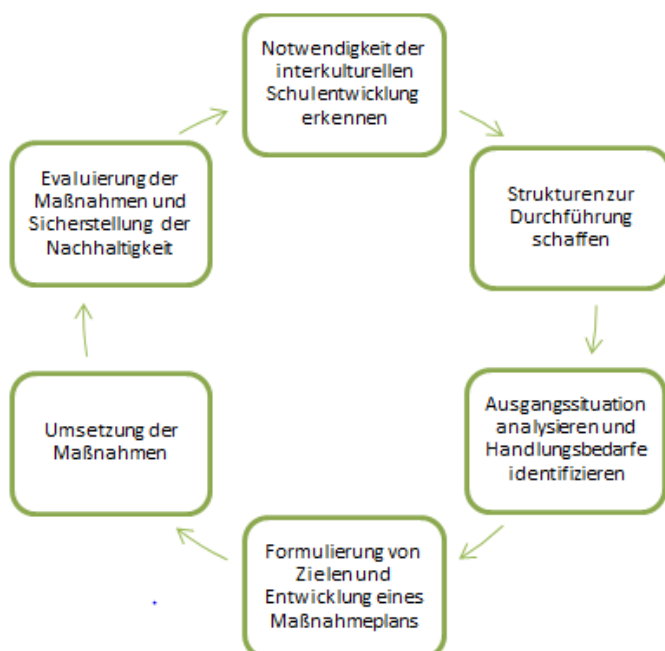 Notwendigkeit der
interkulturellen
Schulentwicklung
erkennen
Strukturen zur
Durchführung
schaffen
Ausgangssituation
analysieren und
Handlungsbedarfe
identifizieren
Formulierung von
Zielen und
Entwicklung eines
Maßnahmeplans
Umsetzung der
Maßnahmen
Evaluierung der
Maßnahmen und
Sicherstellung der
Nachhaltigkeit